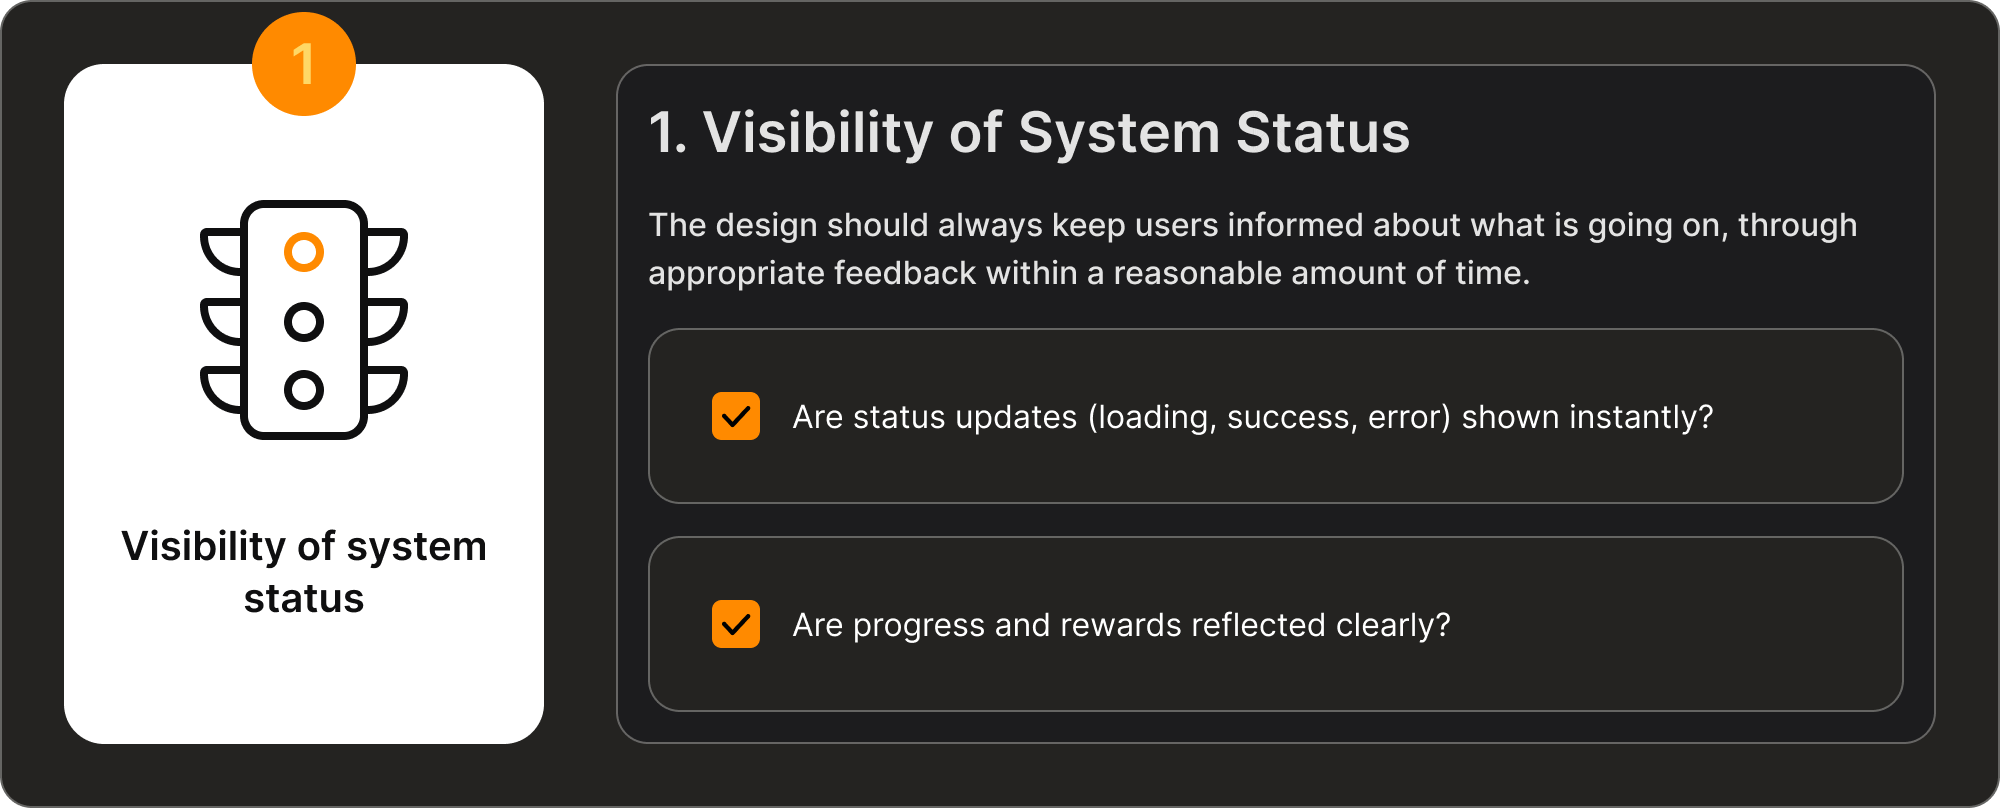 1
Visibility of system
status
1. Visibility of System Status
The design should always keep users informed about what is going on, through
appropriate feedback within a reasonable amount of time.
Are status updates (loading, success, error) shown instantly?
Are progress and rewards reflected clearly?